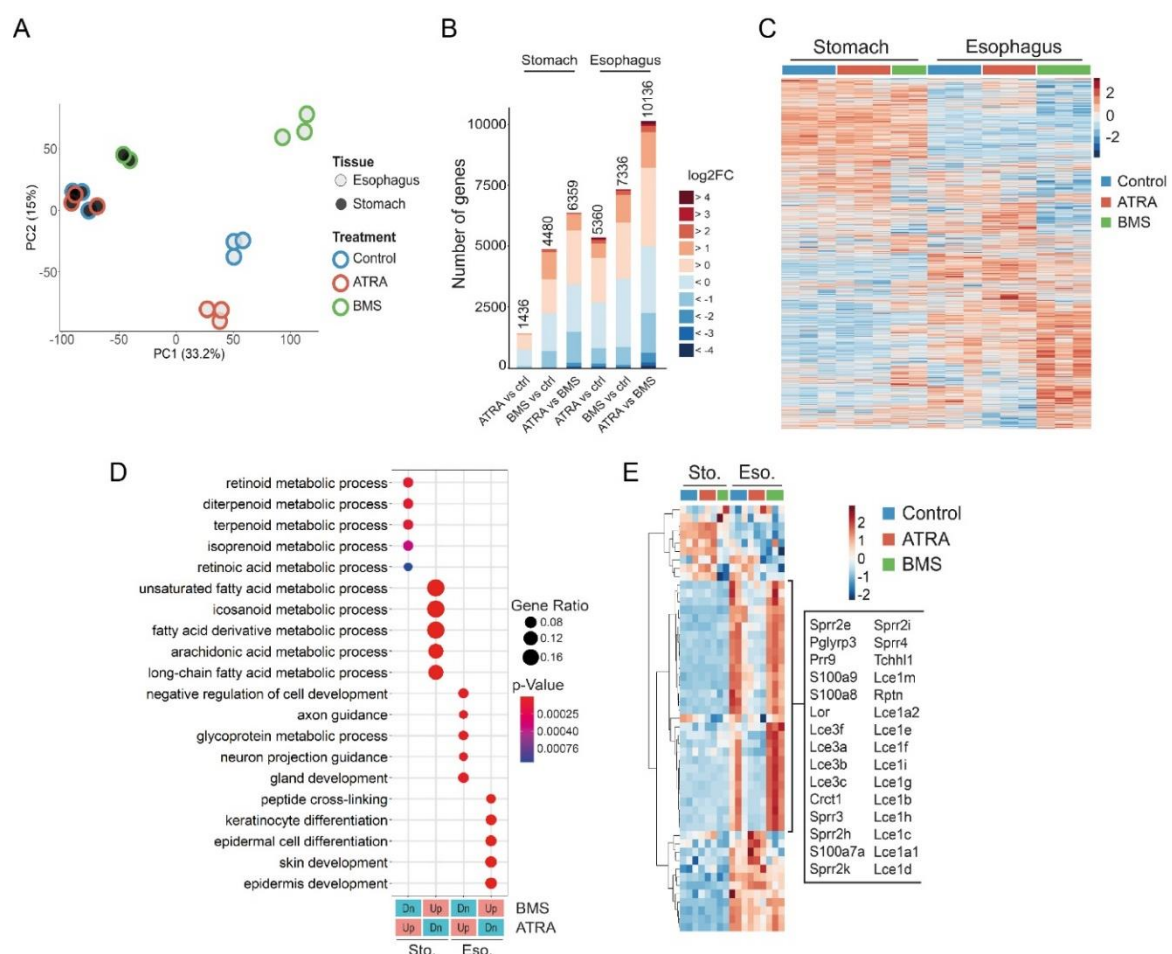 A
PC2 (15%)
50
0
-50
-100
-50
0
50
100
PC1 (33.2%)
Tissue
Esophagus
Stomach
Treatment
Control
ATRA
BMS
B
Stomach
Esophagus
Number of genes
10000
7500
5000
2500
0
1436
4480
6359
5360
7336
10136
ATRA vs ctrl
BMS vs ctrl
ATRA vs BMS
ATRA vs ctrl
BMS vs ctrl
ATRA vs BMS
log2FC
> 4
> 3
> 2
> 1
> 0
< 0
< -1
< -2
< -3
< -4
C
Stomach
Esophagus
2
0
-2
Control
ATRA
BMS
D
retinoid metabolic process
diterpenoid metabolic process
terpenoid metabolic process
isoprenoid metabolic process
retinoic acid metabolic process
unsaturated fatty acid metabolic process
icosanoid metabolic process
fatty acid derivative metabolic process
arachidonic acid metabolic process
long-chain fatty acid metabolic process
negative regulation of cell development
axon guidance
glycoprotein metabolic process
neuron projection guidance
gland development
peptide cross-linking
keratinocyte differentiation
epidermal cell differentiation
skin development
epidermis development
Gene Ratio
0.08
0.12
0.16
p-Value
0.00025
0.00040
0.00076
Dn Up Dn Up BMS
Up Dn Up Dn ATRA
Sto. Eso.
E
Sto. Eso.
2
1
0
-1
-2
Control
ATRA
BMS
Sprr2e Sprr2i
Pglyrp3 Sprr4
Prr9 Tchhl1
S100a9 Lce1m
S100a8 Rptn
Lor Lce1a2
Lce3f Lce1e
Lce3a Lce1f
Lce3b Lce1i
Lce3c Lce1g
Crct1 Lce1b
Sprr3 Lce1h
Sprr2h Lce1c
S100a7a Lce1a1
Sprr2k Lce1d